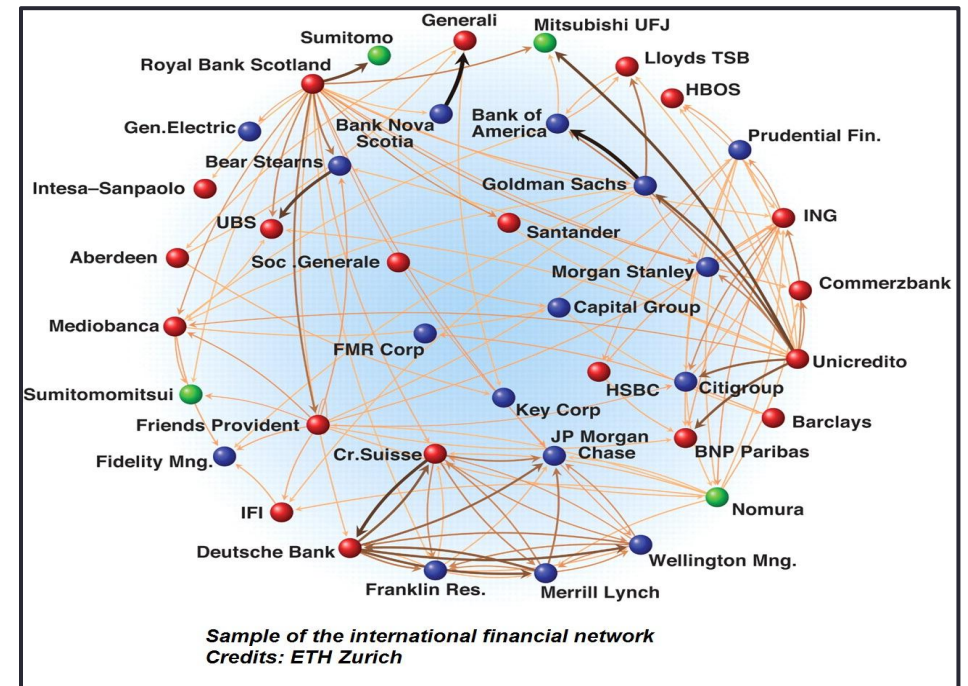 Generali
Mitsubishi UFJ
Sumitomo
Lloyds TSB
Royal Bank Scotland
HBOS
Gen.Electric
Bank Nova
Scotia
Bank of
America
Prudential Fin.
Bear Stearns
Goldman Sachs
Intesa–Sanpaolo
ING
UBS
Santander
Aberdeen
Soc .Generale
Morgan Stanley
Commerzbank
Capital Group
Mediobanca
FMR Corp
Unicredito
HSBC
Citigroup
Sumitomomitsui
Key Corp
Barclays
Friends Provident
JP Morgan
Chase
BNP Paribas
Fidelity Mng.
Cr.Suisse
IFI
Nomura
Deutsche Bank
Wellington Mng.
Franklin Res.
Merrill Lynch
Sample of the international financial network
Credits: ETH Zurich